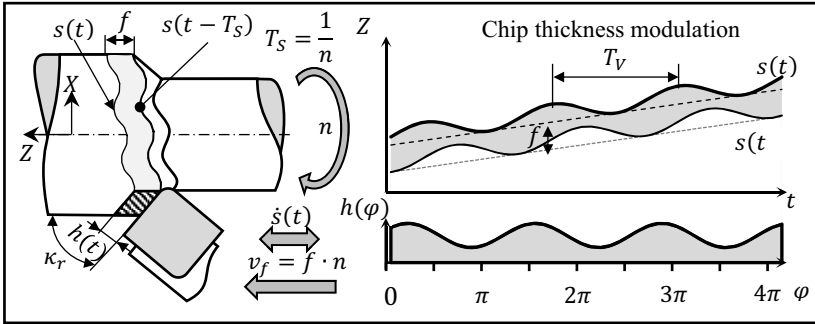 f
s(t)
s(t − T_S)
T_S = 1/n
X
Z
n
h(t)
κ_r
ṡ(t)
v_f = f · n
Chip thickness modulation
Z
T_V
s(t)
f
s(t
t
h(φ)
0 π 2π 3π 4π φ